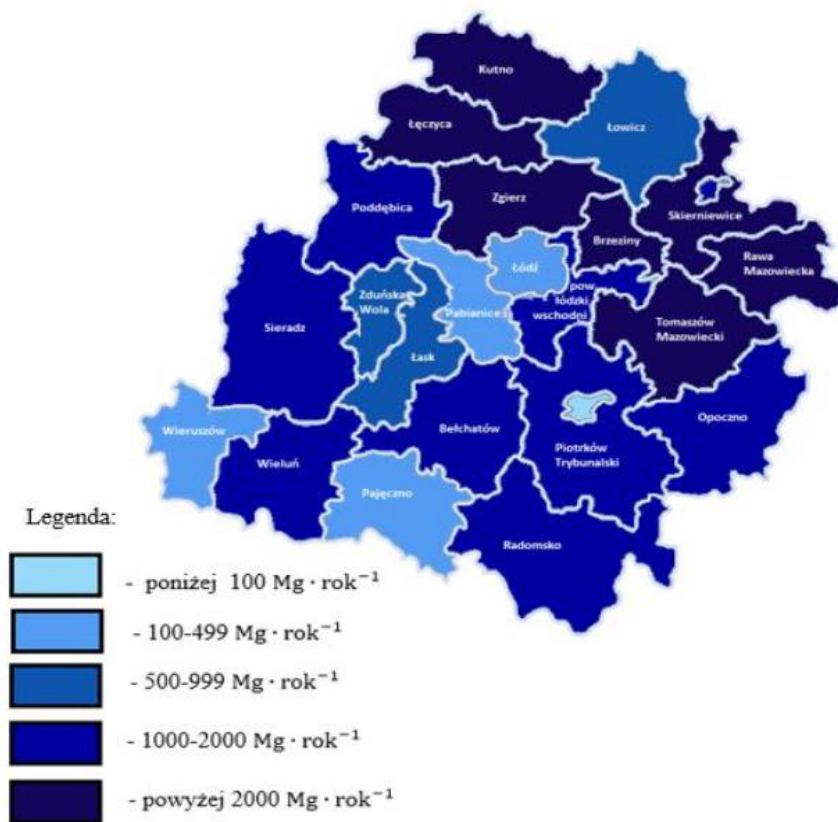 Kutno
Łęczyca
Łowicz
Zgierz
Poddębica
Skierniewice
Brzeziny
Rawa
Mazowiecka
Łódź
pow.
łódzki
wschodni
Zduńska
Wola
Pabianice
Sieradz
Łask
Tomaszów
Mazowiecki
Wieruszów
Bełchatów
Opoczno
Wieluń
Piotrków
Trybunalski
Pajęczno
Radomsko
Legenda:
- poniżej 100 Mg · rok⁻¹
- 100-499 Mg · rok⁻¹
- 500-999 Mg · rok⁻¹
- 1000-2000 Mg · rok⁻¹
- powyżej 2000 Mg · rok⁻¹